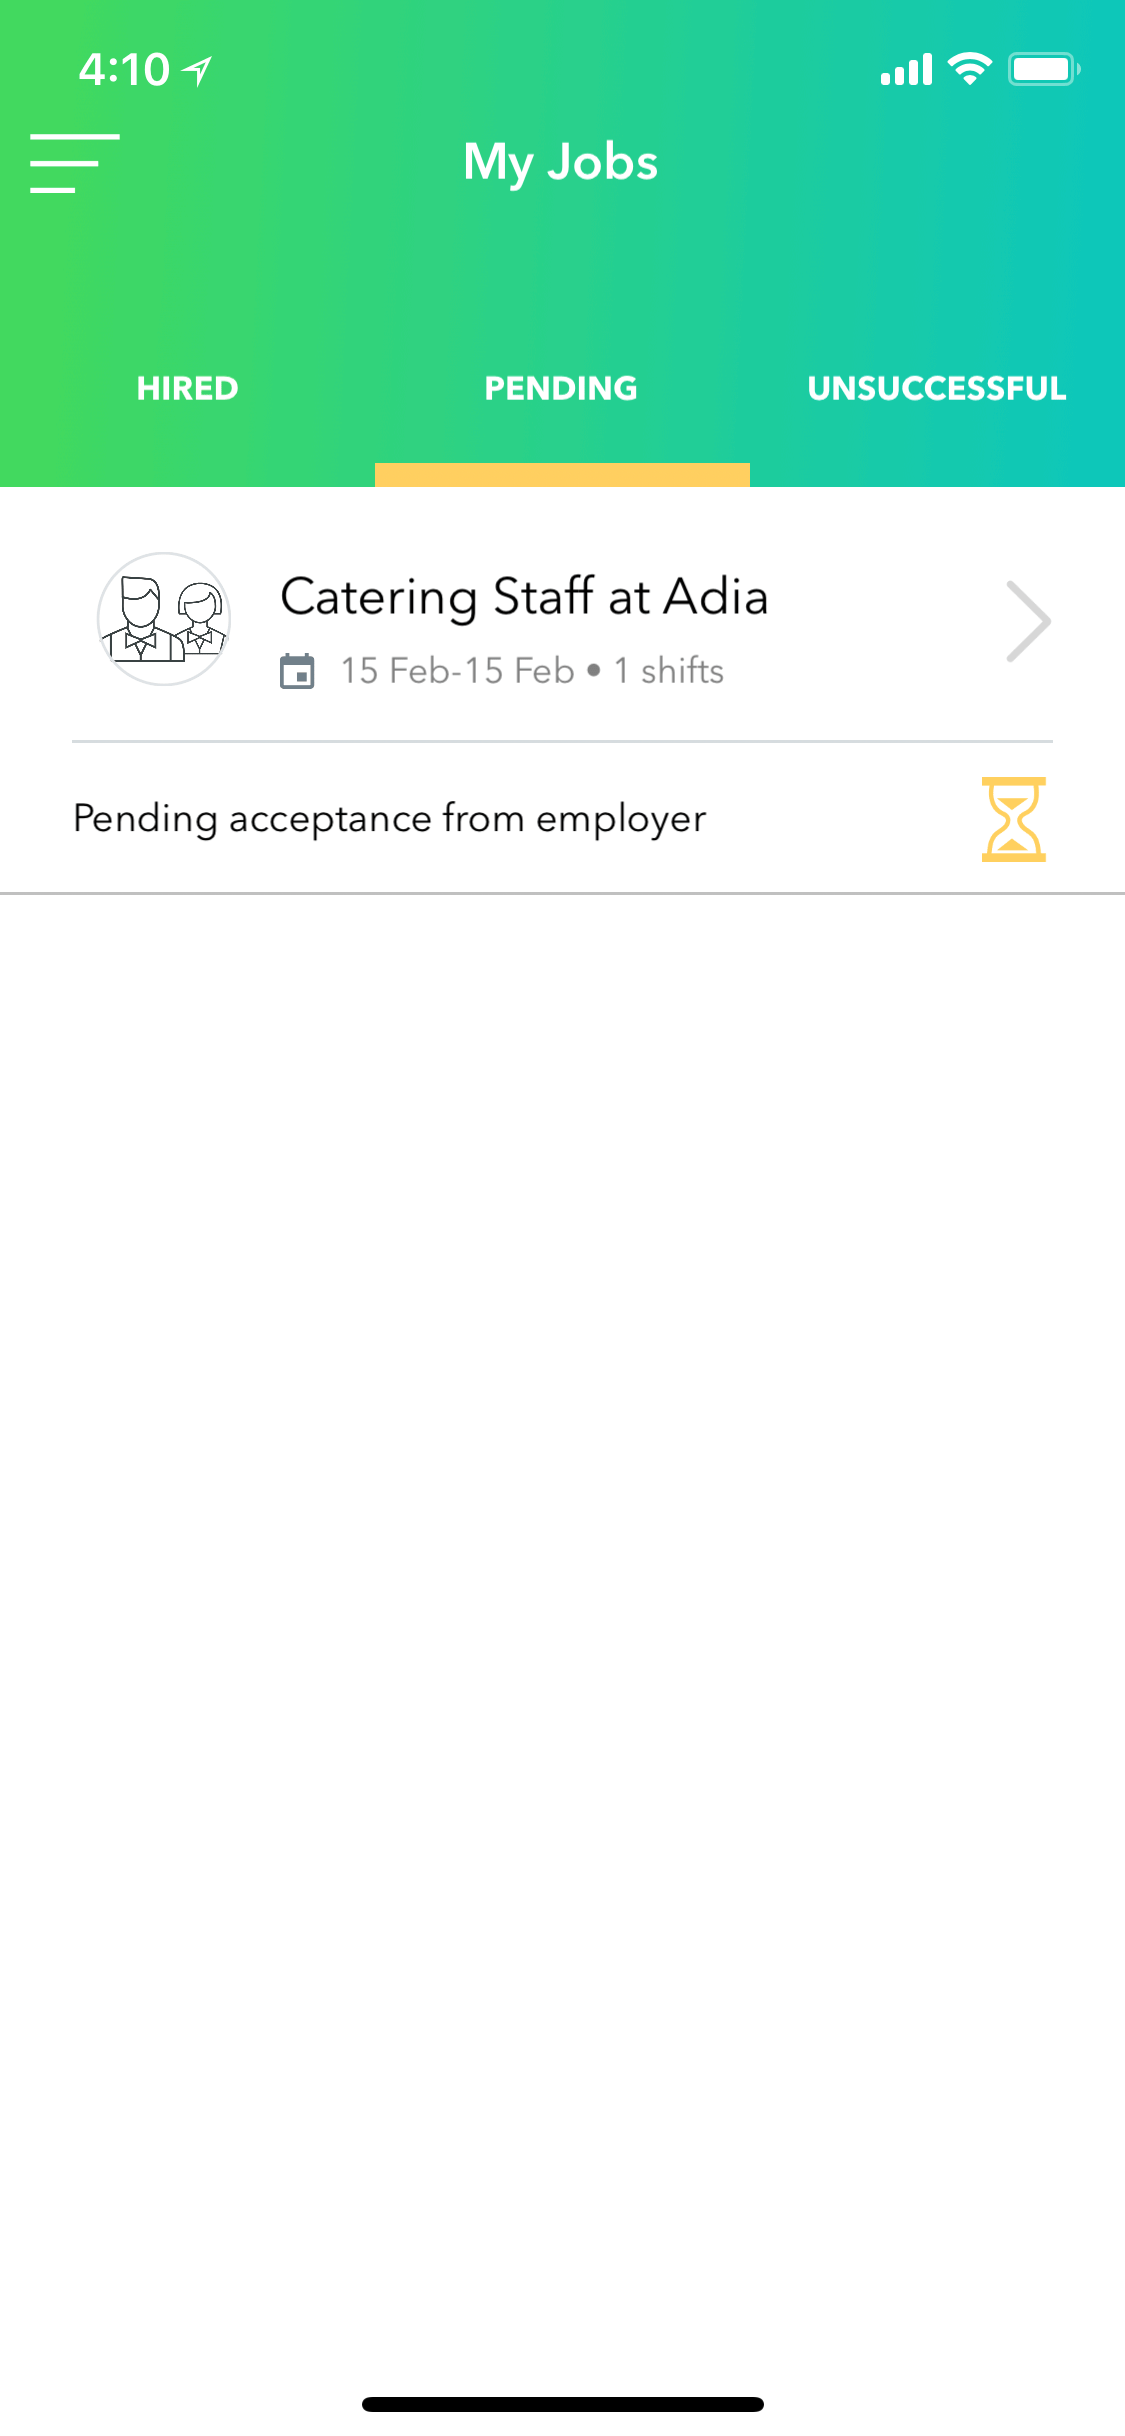 4:10
My Jobs
HIRED
PENDING
UNSUCCESSFUL
Catering Staff at Adia
15 Feb-15 Feb • 1 shifts
Pending acceptance from employer